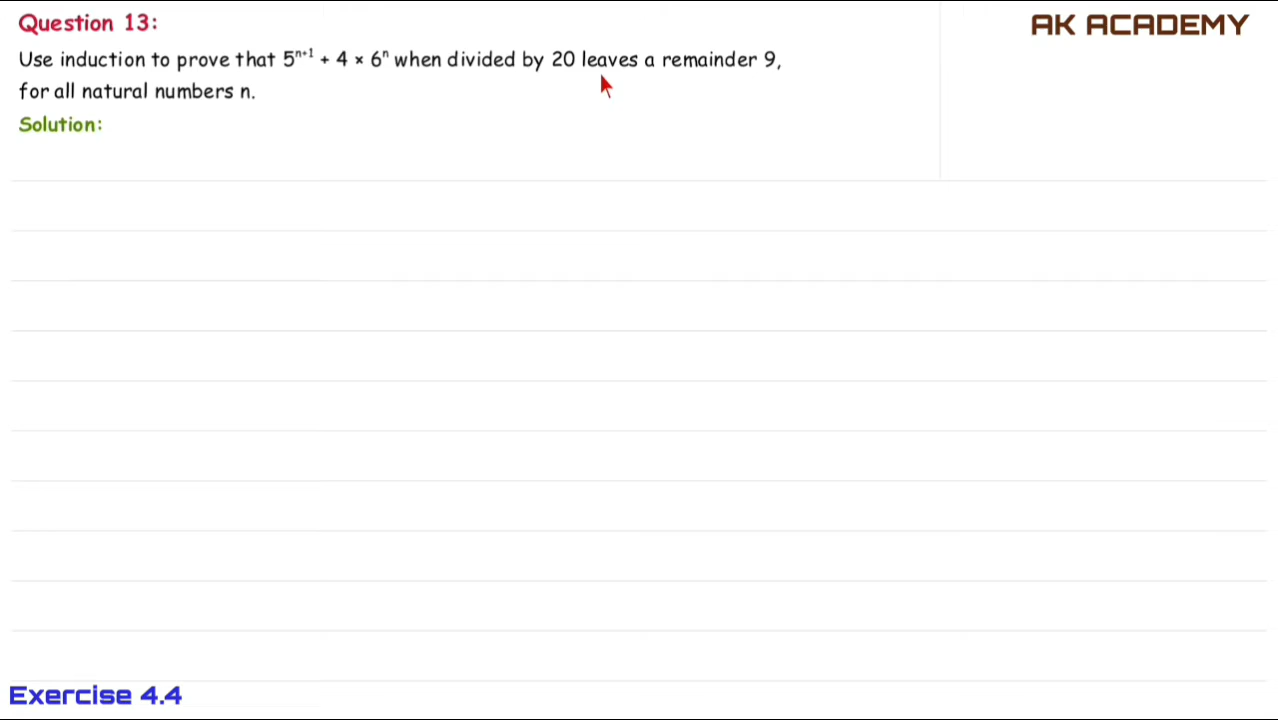 Question 13:
AK ACADEMY
Use induction to prove that 5ⁿ⁺¹ + 4 × 6ⁿ when divided by 20 leaves a remainder 9,
for all natural numbers n.
Solution:
Exercise 4.4